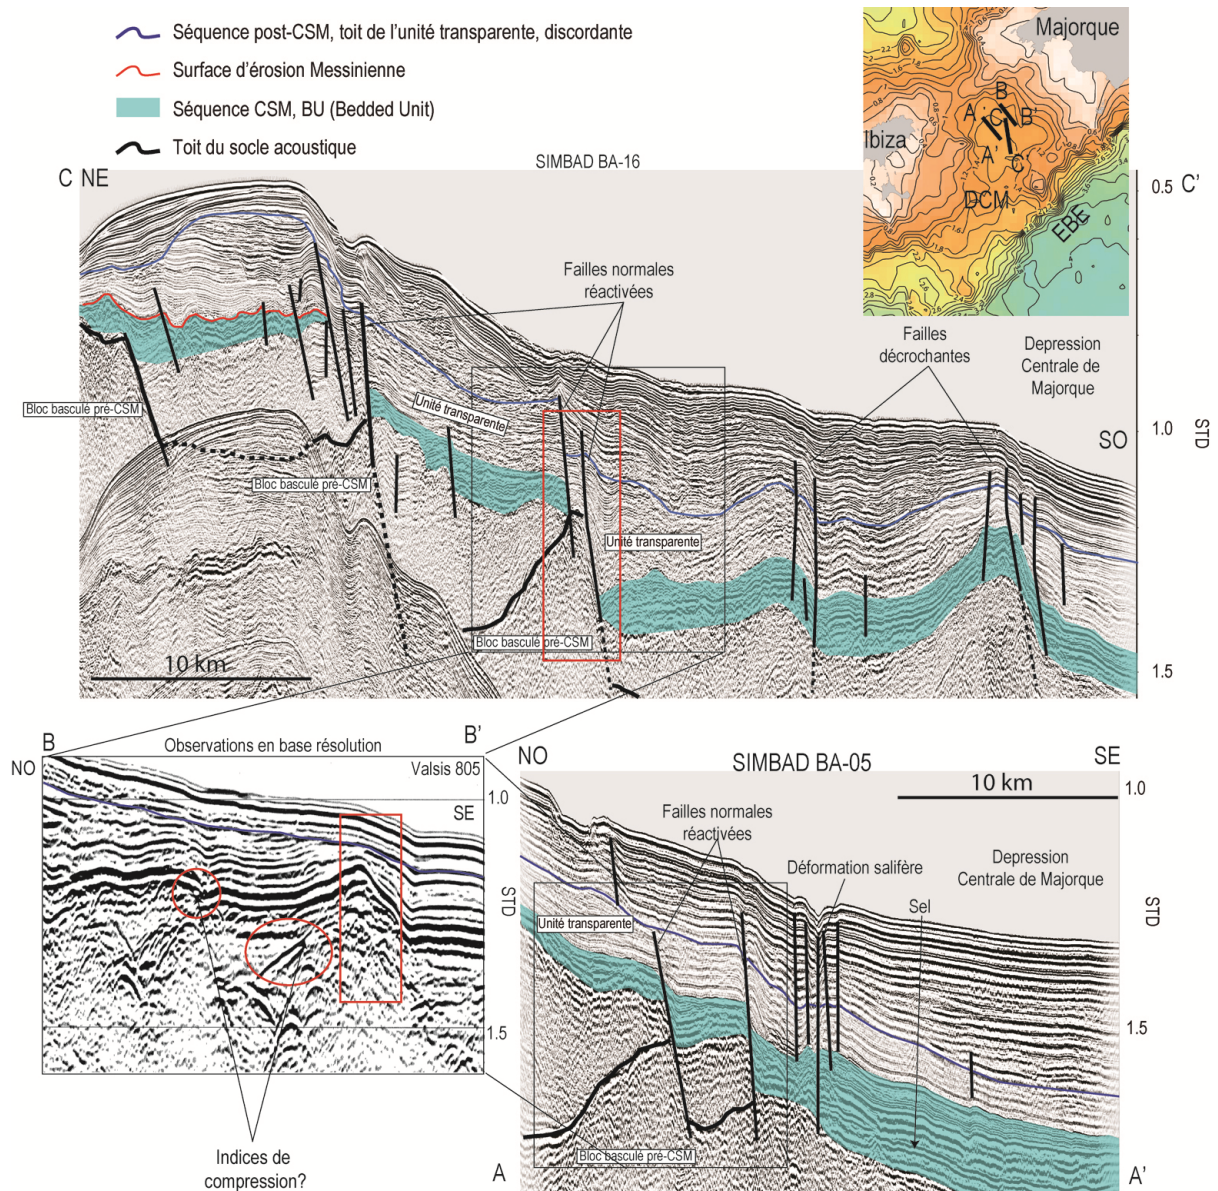 Séquence post-CSM, toit de l'unité transparente, discordante
Surface d'érosion Messinienne
Séquence CSM, BU (Bedded Unit)
Toit du socle acoustique
Majorque
Ibiza
B
A
C
B'
A'
C'
DCM
EBE
SIMBAD BA-16
C NE
C'
0.5
Failles normales
réactivées
Failles
décrochantes
Depression
Centrale de
Majorque
Bloc basculé pré-CSM
Unité transparente
SO
1.0
STD
Bloc basculé pré-CSM
Unité transparente
Bloc basculé pré-CSM
10 km
1.5
B
Observations en base résolution
B'
NO
Valsis 805
SE
1.0
STD
1.5
Indices de
compression?
NO
SIMBAD BA-05
SE
10 km
1.0
Failles normales
réactivées
Déformation salifère
Depression
Centrale de Majorque
Sel
STD
Unité transparente
1.5
Bloc basculé pré-CSM
A
A'